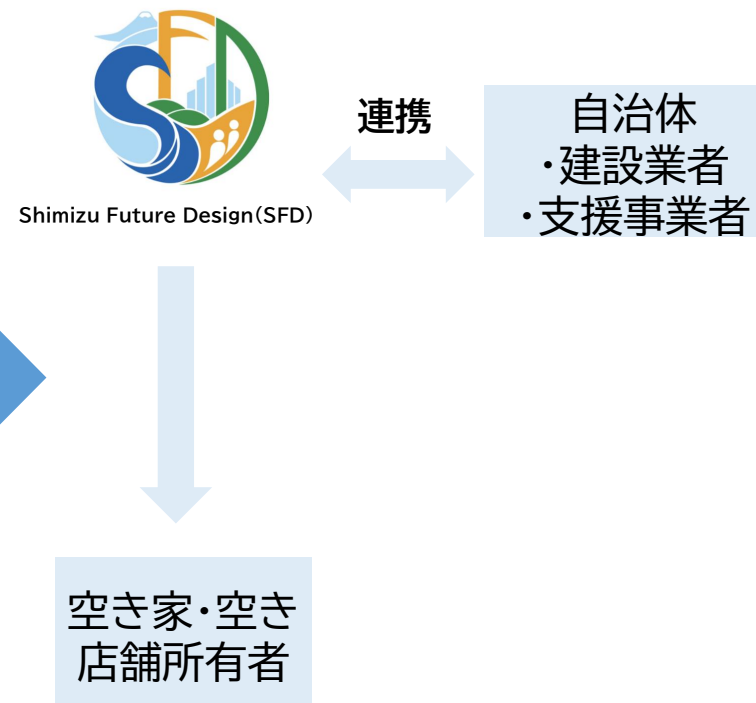 SFD
連携
自治体
・建設業者
・支援事業者
Shimizu Future Design(SFD)
空き家・空き
店舗所有者